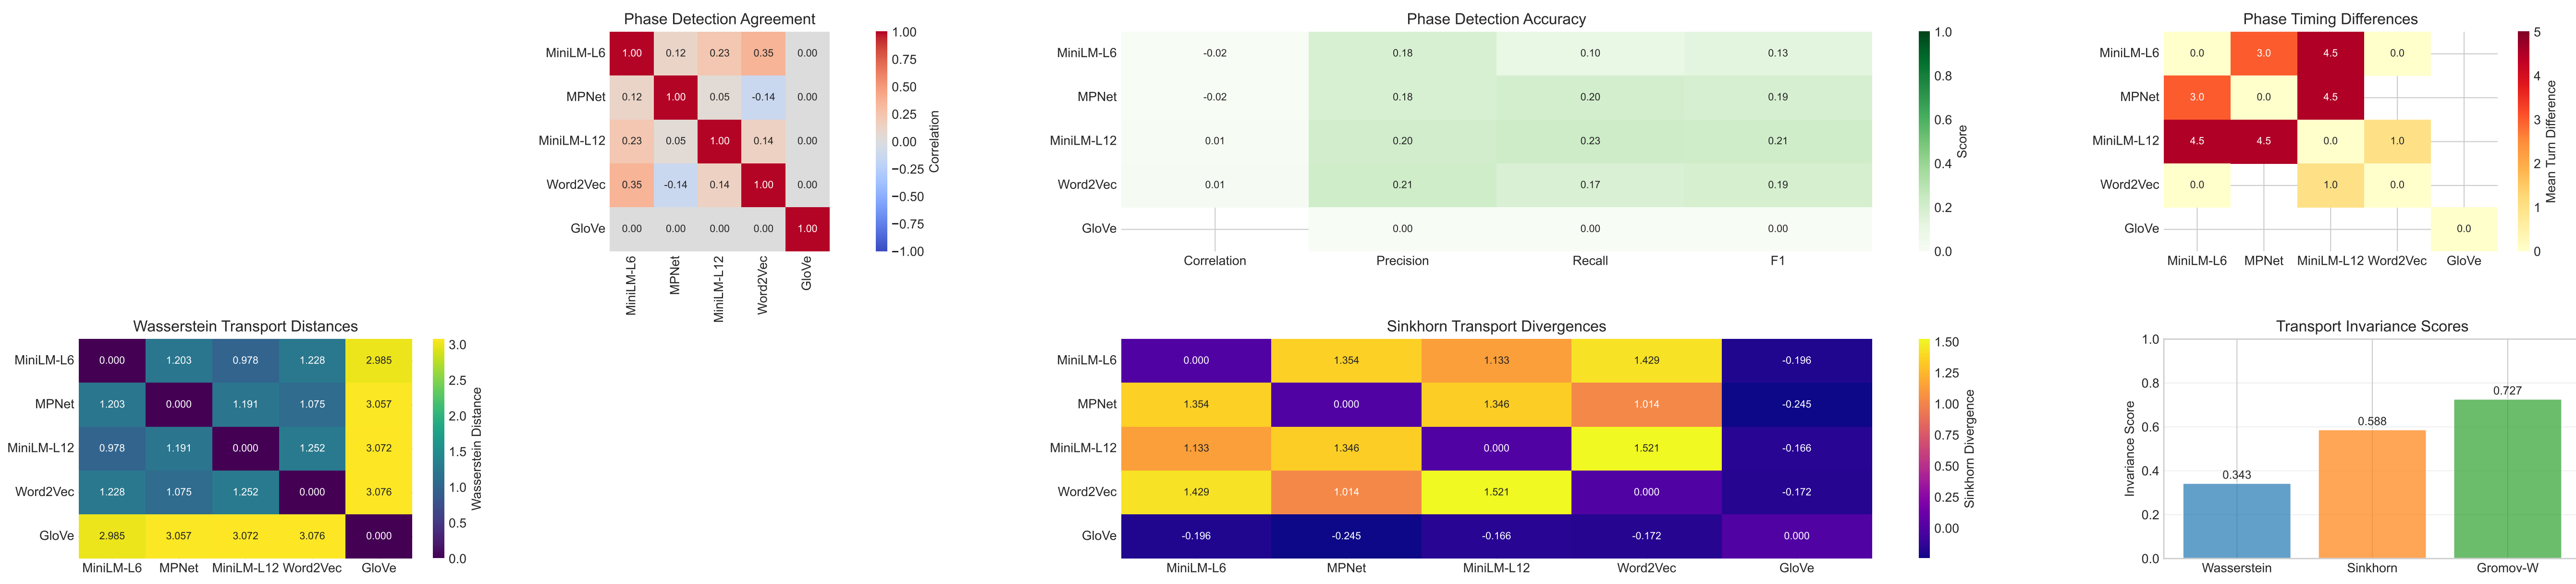 Phase Detection Agreement
MiniLM-L6 1.00 0.12 0.23 0.35 0.00
MPNet 0.12 1.00 0.05 -0.14 0.00
MiniLM-L12 0.23 0.05 1.00 0.14 0.00
Word2Vec 0.35 -0.14 0.14 1.00 0.00
GloVe 0.00 0.00 0.00 0.00 1.00
MiniLM-L6 MPNet MiniLM-L12 Word2Vec GloVe
1.00
0.75
0.50
0.25
0.00
−0.25
−0.50
−0.75
−1.00
Correlation
Phase Detection Accuracy
MiniLM-L6 -0.02 0.18 0.10 0.13
MPNet -0.02 0.18 0.20 0.19
MiniLM-L12 0.01 0.20 0.23 0.21
Word2Vec 0.01 0.21 0.17 0.19
GloVe 0.00 0.00 0.00
Correlation Precision Recall F1
1.0
0.8
0.6
0.4
0.2
0.0
Score
Phase Timing Differences
MiniLM-L6 0.0 3.0 4.5 0.0
MPNet 3.0 0.0 4.5
MiniLM-L12 4.5 4.5 0.0 1.0
Word2Vec 0.0 1.0 0.0
GloVe 0.0
MiniLM-L6 MPNet MiniLM-L12 Word2Vec GloVe
5
4
3
2
1
0
Mean Turn Difference
Wasserstein Transport Distances
MiniLM-L6 0.000 1.203 0.978 1.228 2.985
MPNet 1.203 0.000 1.191 1.075 3.057
MiniLM-L12 0.978 1.191 0.000 1.252 3.072
Word2Vec 1.228 1.075 1.252 0.000 3.076
GloVe 2.985 3.057 3.072 3.076 0.000
MiniLM-L6 MPNet MiniLM-L12 Word2Vec GloVe
3.0
2.5
2.0
1.5
1.0
0.5
0.0
Wasserstein Distance
Sinkhorn Transport Divergences
MiniLM-L6 0.000 1.354 1.133 1.429 -0.196
MPNet 1.354 0.000 1.346 1.014 -0.245
MiniLM-L12 1.133 1.346 0.000 1.521 -0.166
Word2Vec 1.429 1.014 1.521 0.000 -0.172
GloVe -0.196 -0.245 -0.166 -0.172 0.000
MiniLM-L6 MPNet MiniLM-L12 Word2Vec GloVe
1.50
1.25
1.00
0.75
0.50
0.25
0.00
Sinkhorn Divergence
Transport Invariance Scores
1.0
0.8
0.6
0.4
0.2
0.0
Invariance Score
0.343 0.588 0.727
Wasserstein Sinkhorn Gromov-W